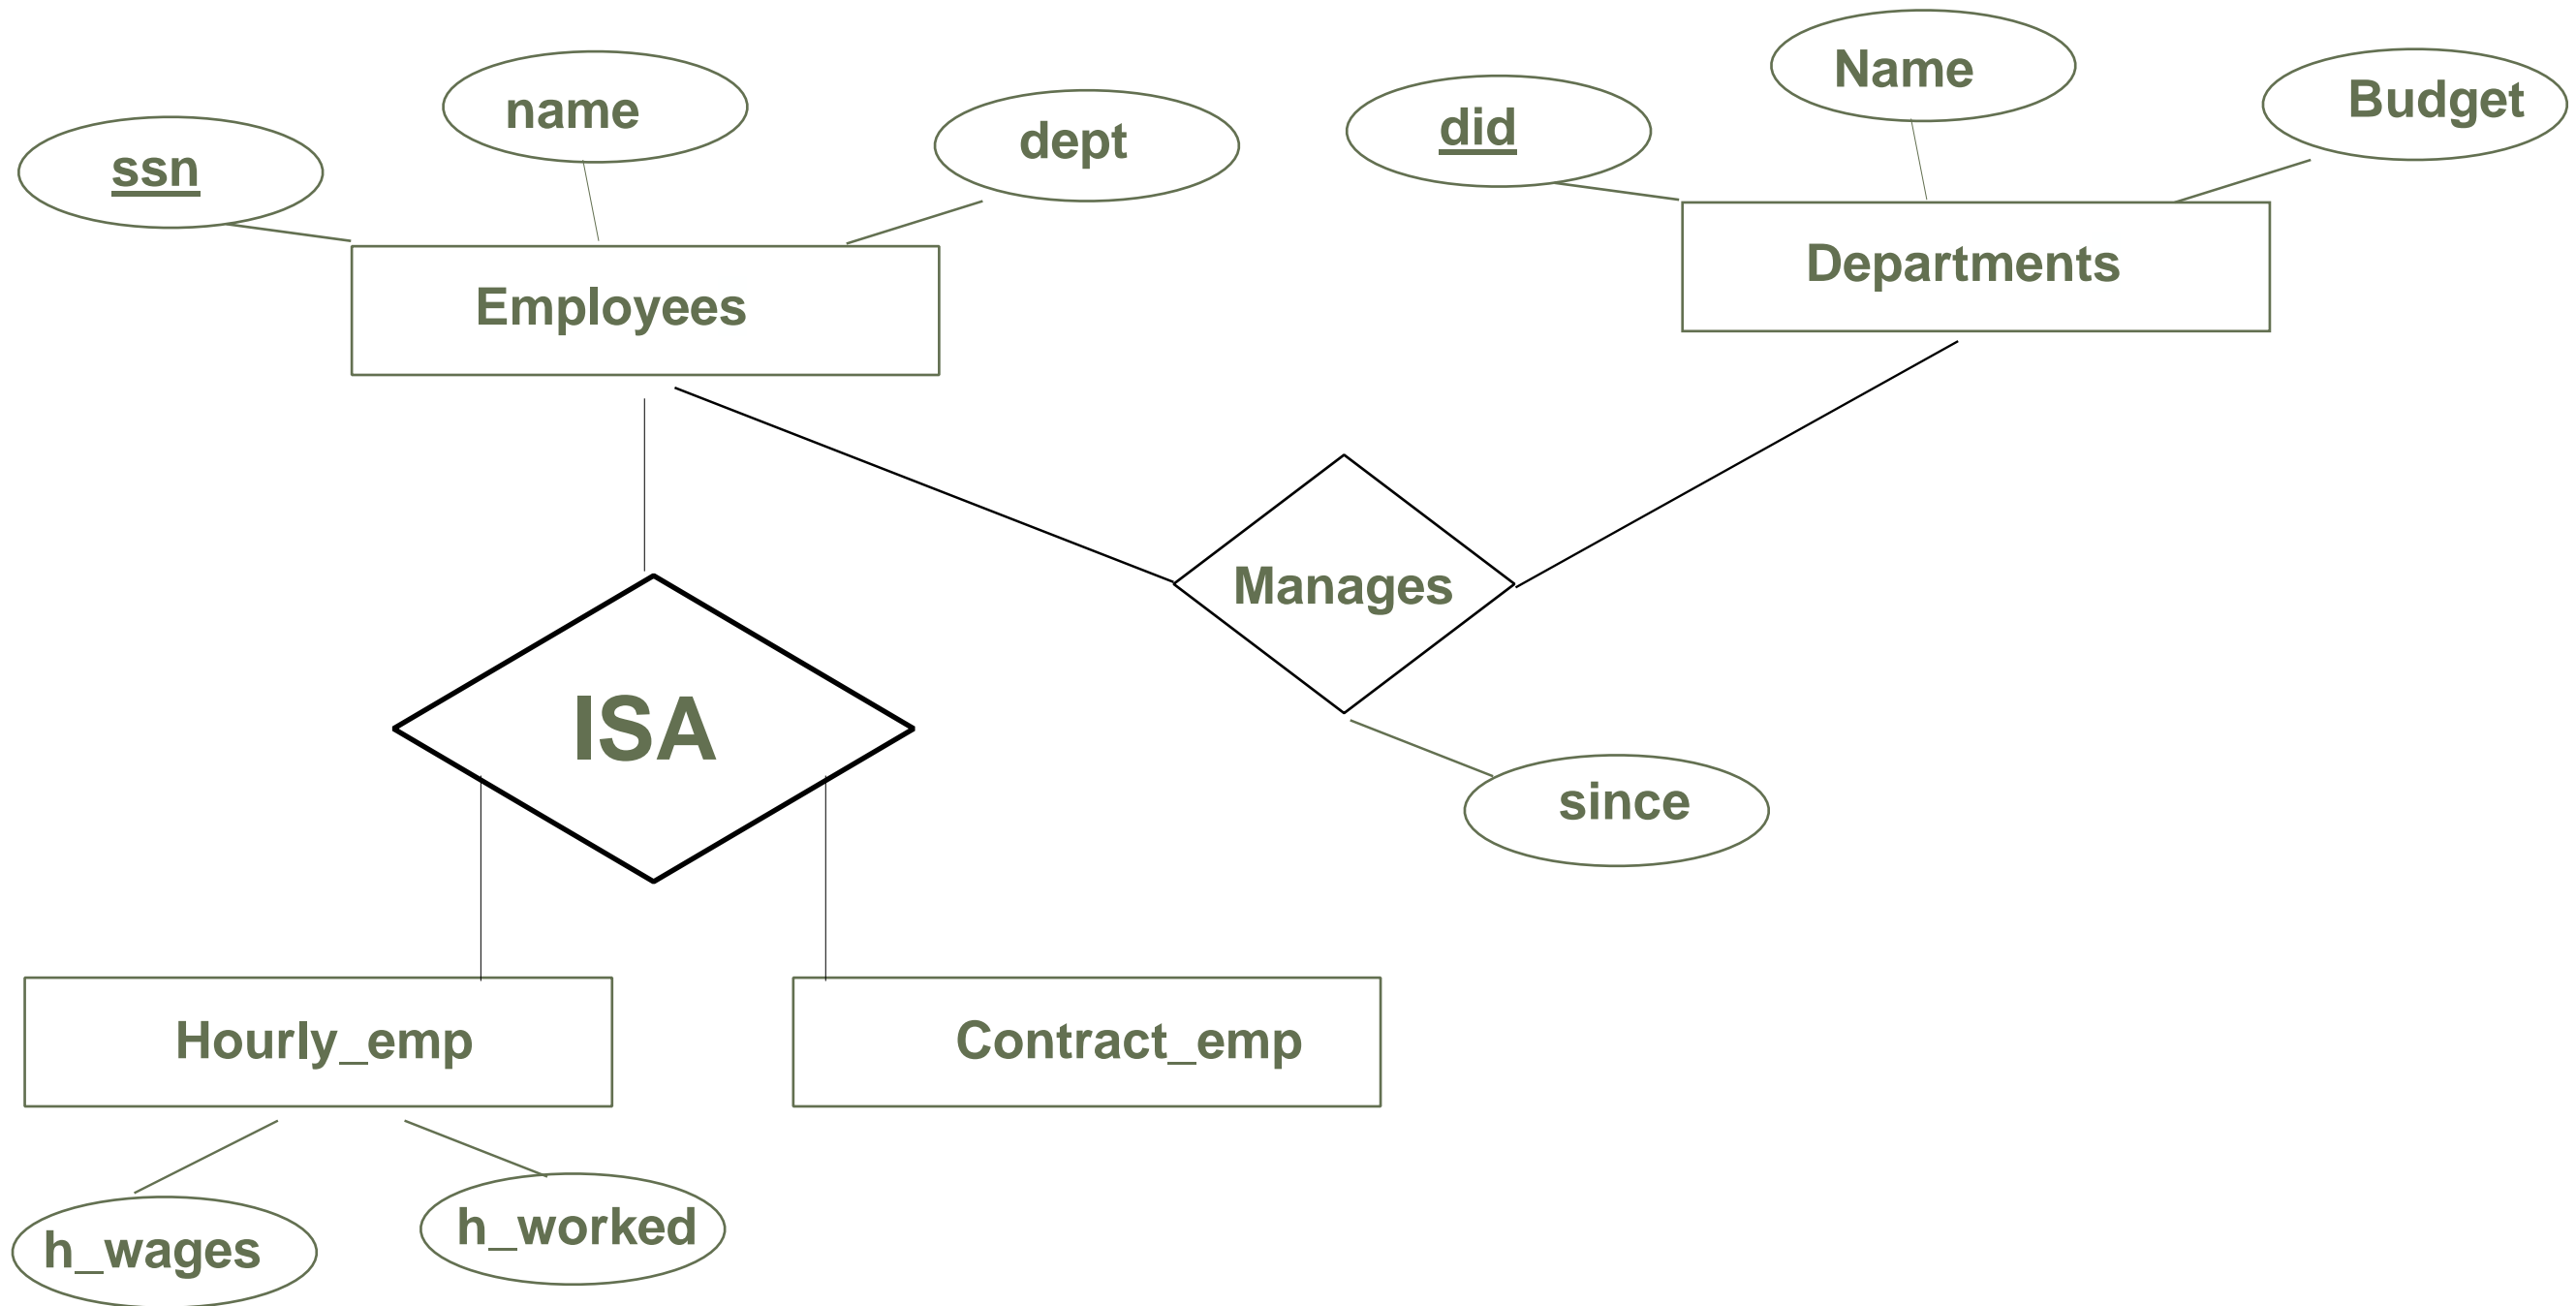 ssn
name
dept
did
Name
Budget
Employees
Departments
Manages
ISA
since
Hourly_emp
Contract_emp
h_wages
h_worked